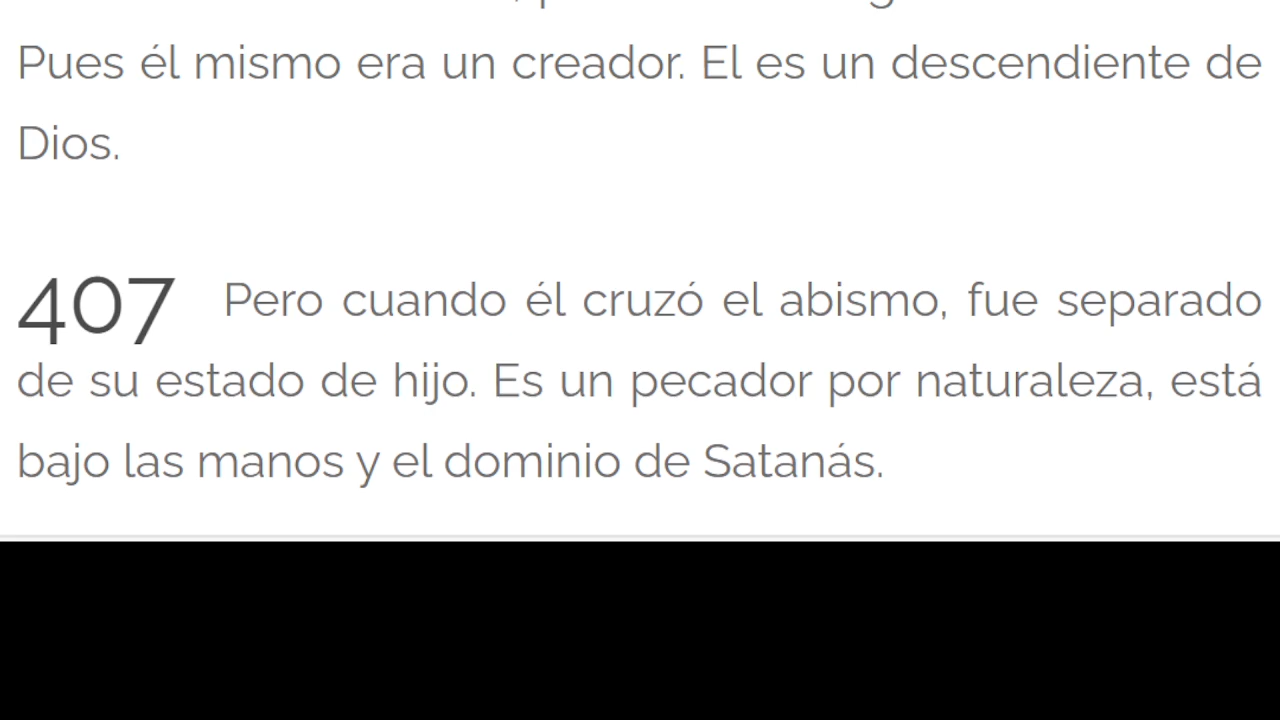 Pues él mismo era un creador. El es un descendiente de
Dios.
407 Pero cuando él cruzó el abismo, fue separado
de su estado de hijo. Es un pecador por naturaleza, está
bajo las manos y el dominio de Satanás.